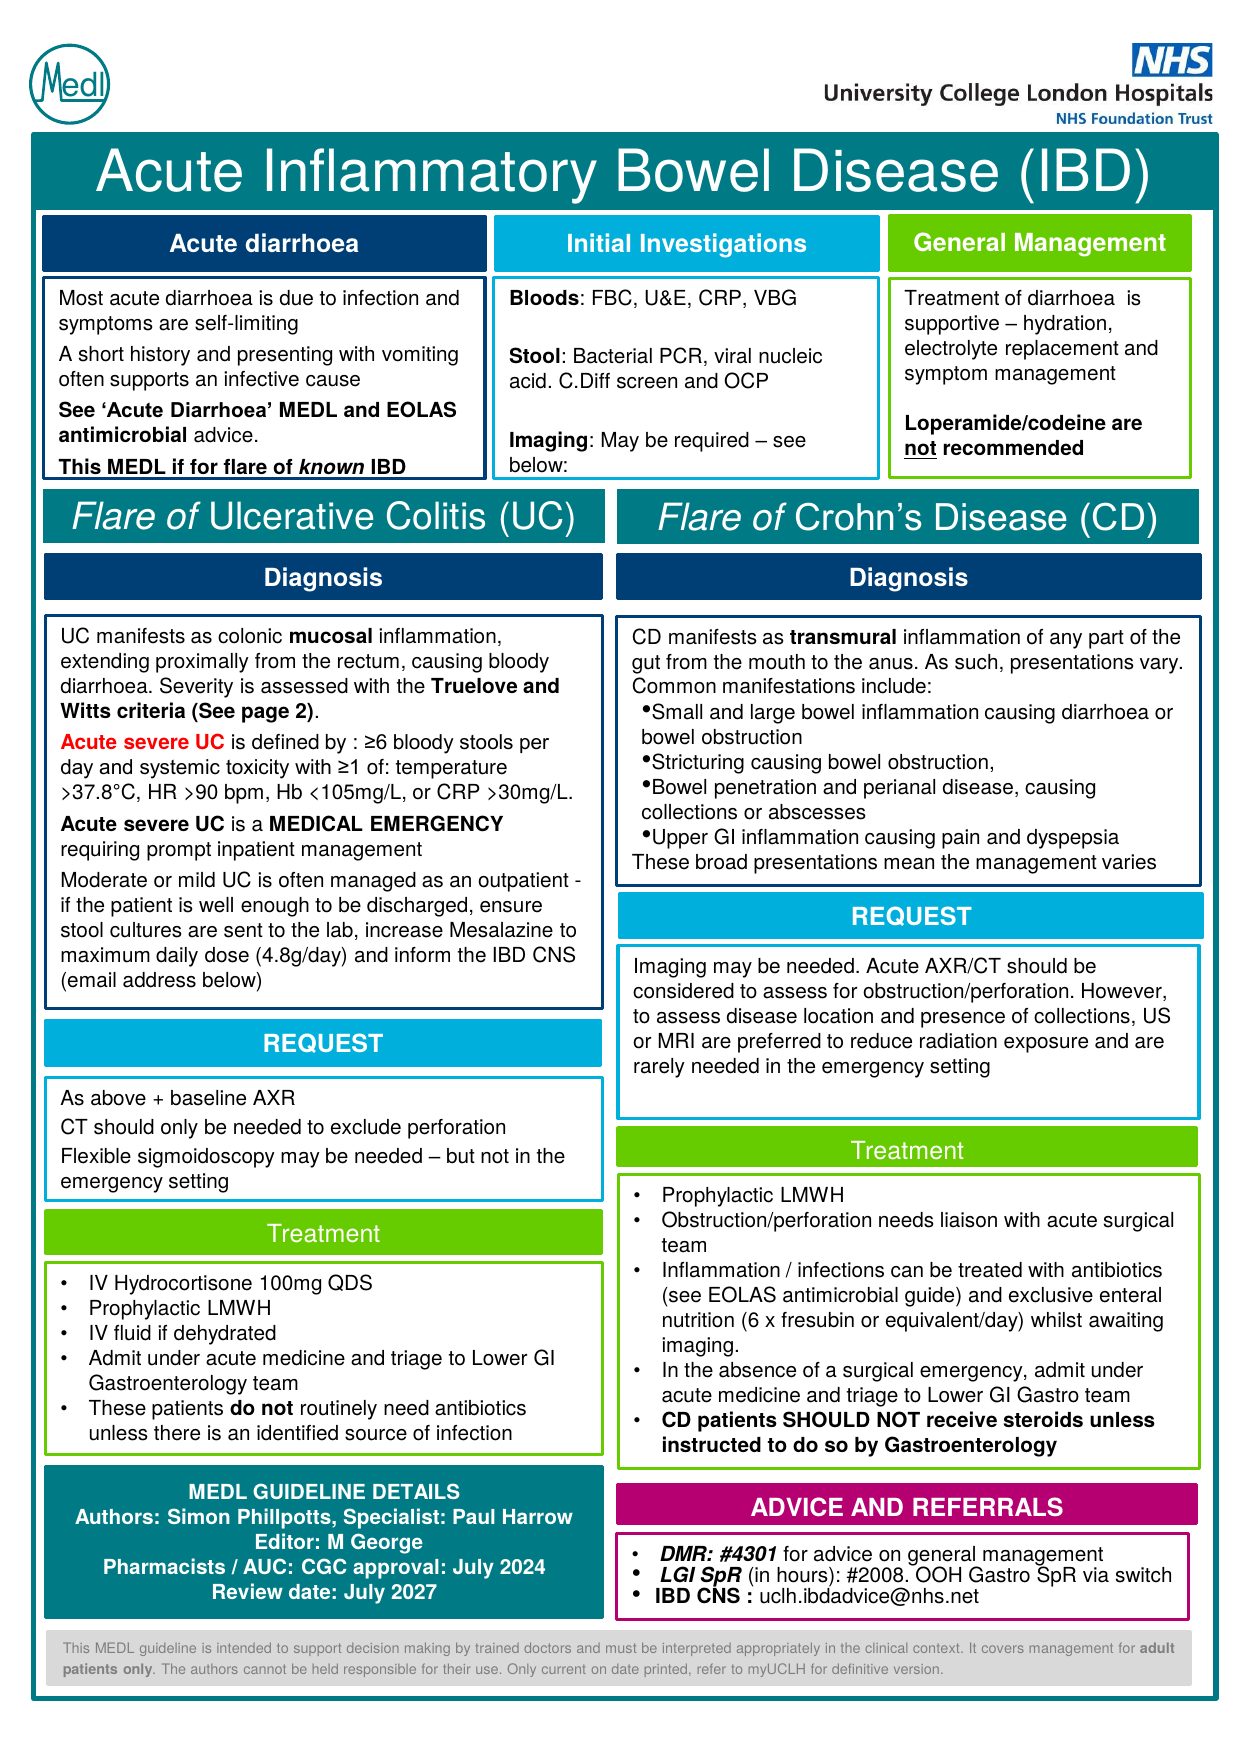 Medl
NHS
University College London Hospitals
NHS Foundation Trust
Acute Inflammatory Bowel Disease (IBD)
Acute diarrhoea
Most acute diarrhoea is due to infection and
symptoms are self-limiting
A short history and presenting with vomiting
often supports an infective cause
See ‘Acute Diarrhoea’ MEDL and EOLAS
antimicrobial advice.
This MEDL if for flare of known IBD
Initial Investigations
Bloods: FBC, U&E, CRP, VBG
Stool: Bacterial PCR, viral nucleic
acid. C.Diff screen and OCP
Imaging: May be required – see
below:
General Management
Treatment of diarrhoea  is
supportive – hydration,
electrolyte replacement and
symptom management
Loperamide/codeine are
not recommended
Flare of Ulcerative Colitis (UC)
Diagnosis
UC manifests as colonic mucosal inflammation,
extending proximally from the rectum, causing bloody
diarrhoea. Severity is assessed with the Truelove and
Witts criteria (See page 2).
Acute severe UC is defined by : ≥6 bloody stools per
day and systemic toxicity with ≥1 of: temperature
>37.8°C, HR >90 bpm, Hb <105mg/L, or CRP >30mg/L.
Acute severe UC is a MEDICAL EMERGENCY
requiring prompt inpatient management
Moderate or mild UC is often managed as an outpatient -
if the patient is well enough to be discharged, ensure
stool cultures are sent to the lab, increase Mesalazine to
maximum daily dose (4.8g/day) and inform the IBD CNS
(email address below)
REQUEST
As above + baseline AXR
CT should only be needed to exclude perforation
Flexible sigmoidoscopy may be needed – but not in the
emergency setting
Treatment
• IV Hydrocortisone 100mg QDS
• Prophylactic LMWH
• IV fluid if dehydrated
• Admit under acute medicine and triage to Lower GI
Gastroenterology team
• These patients do not routinely need antibiotics
unless there is an identified source of infection
MEDL GUIDELINE DETAILS
Authors: Simon Phillpotts, Specialist: Paul Harrow
Editor: M George
Pharmacists / AUC: CGC approval: July 2024
Review date: July 2027
Flare of Crohn’s Disease (CD)
Diagnosis
CD manifests as transmural inflammation of any part of the
gut from the mouth to the anus. As such, presentations vary.
Common manifestations include:
•Small and large bowel inflammation causing diarrhoea or
bowel obstruction
•Stricturing causing bowel obstruction,
•Bowel penetration and perianal disease, causing
collections or abscesses
•Upper GI inflammation causing pain and dyspepsia
These broad presentations mean the management varies
REQUEST
Imaging may be needed. Acute AXR/CT should be
considered to assess for obstruction/perforation. However,
to assess disease location and presence of collections, US
or MRI are preferred to reduce radiation exposure and are
rarely needed in the emergency setting
Treatment
• Prophylactic LMWH
• Obstruction/perforation needs liaison with acute surgical
team
• Inflammation / infections can be treated with antibiotics
(see EOLAS antimicrobial guide) and exclusive enteral
nutrition (6 x fresubin or equivalent/day) whilst awaiting
imaging.
• In the absence of a surgical emergency, admit under
acute medicine and triage to Lower GI Gastro team
• CD patients SHOULD NOT receive steroids unless
instructed to do so by Gastroenterology
ADVICE AND REFERRALS
• DMR: #4301 for advice on general management
• LGI SpR (in hours): #2008. OOH Gastro SpR via switch
• IBD CNS : uclh.ibdadvice@nhs.net
This MEDL guideline is intended to support decision making by trained doctors and must be interpreted appropriately in the clinical context. It covers management for adult
patients only. The authors cannot be held responsible for their use. Only current on date printed, refer to myUCLH for definitive version.